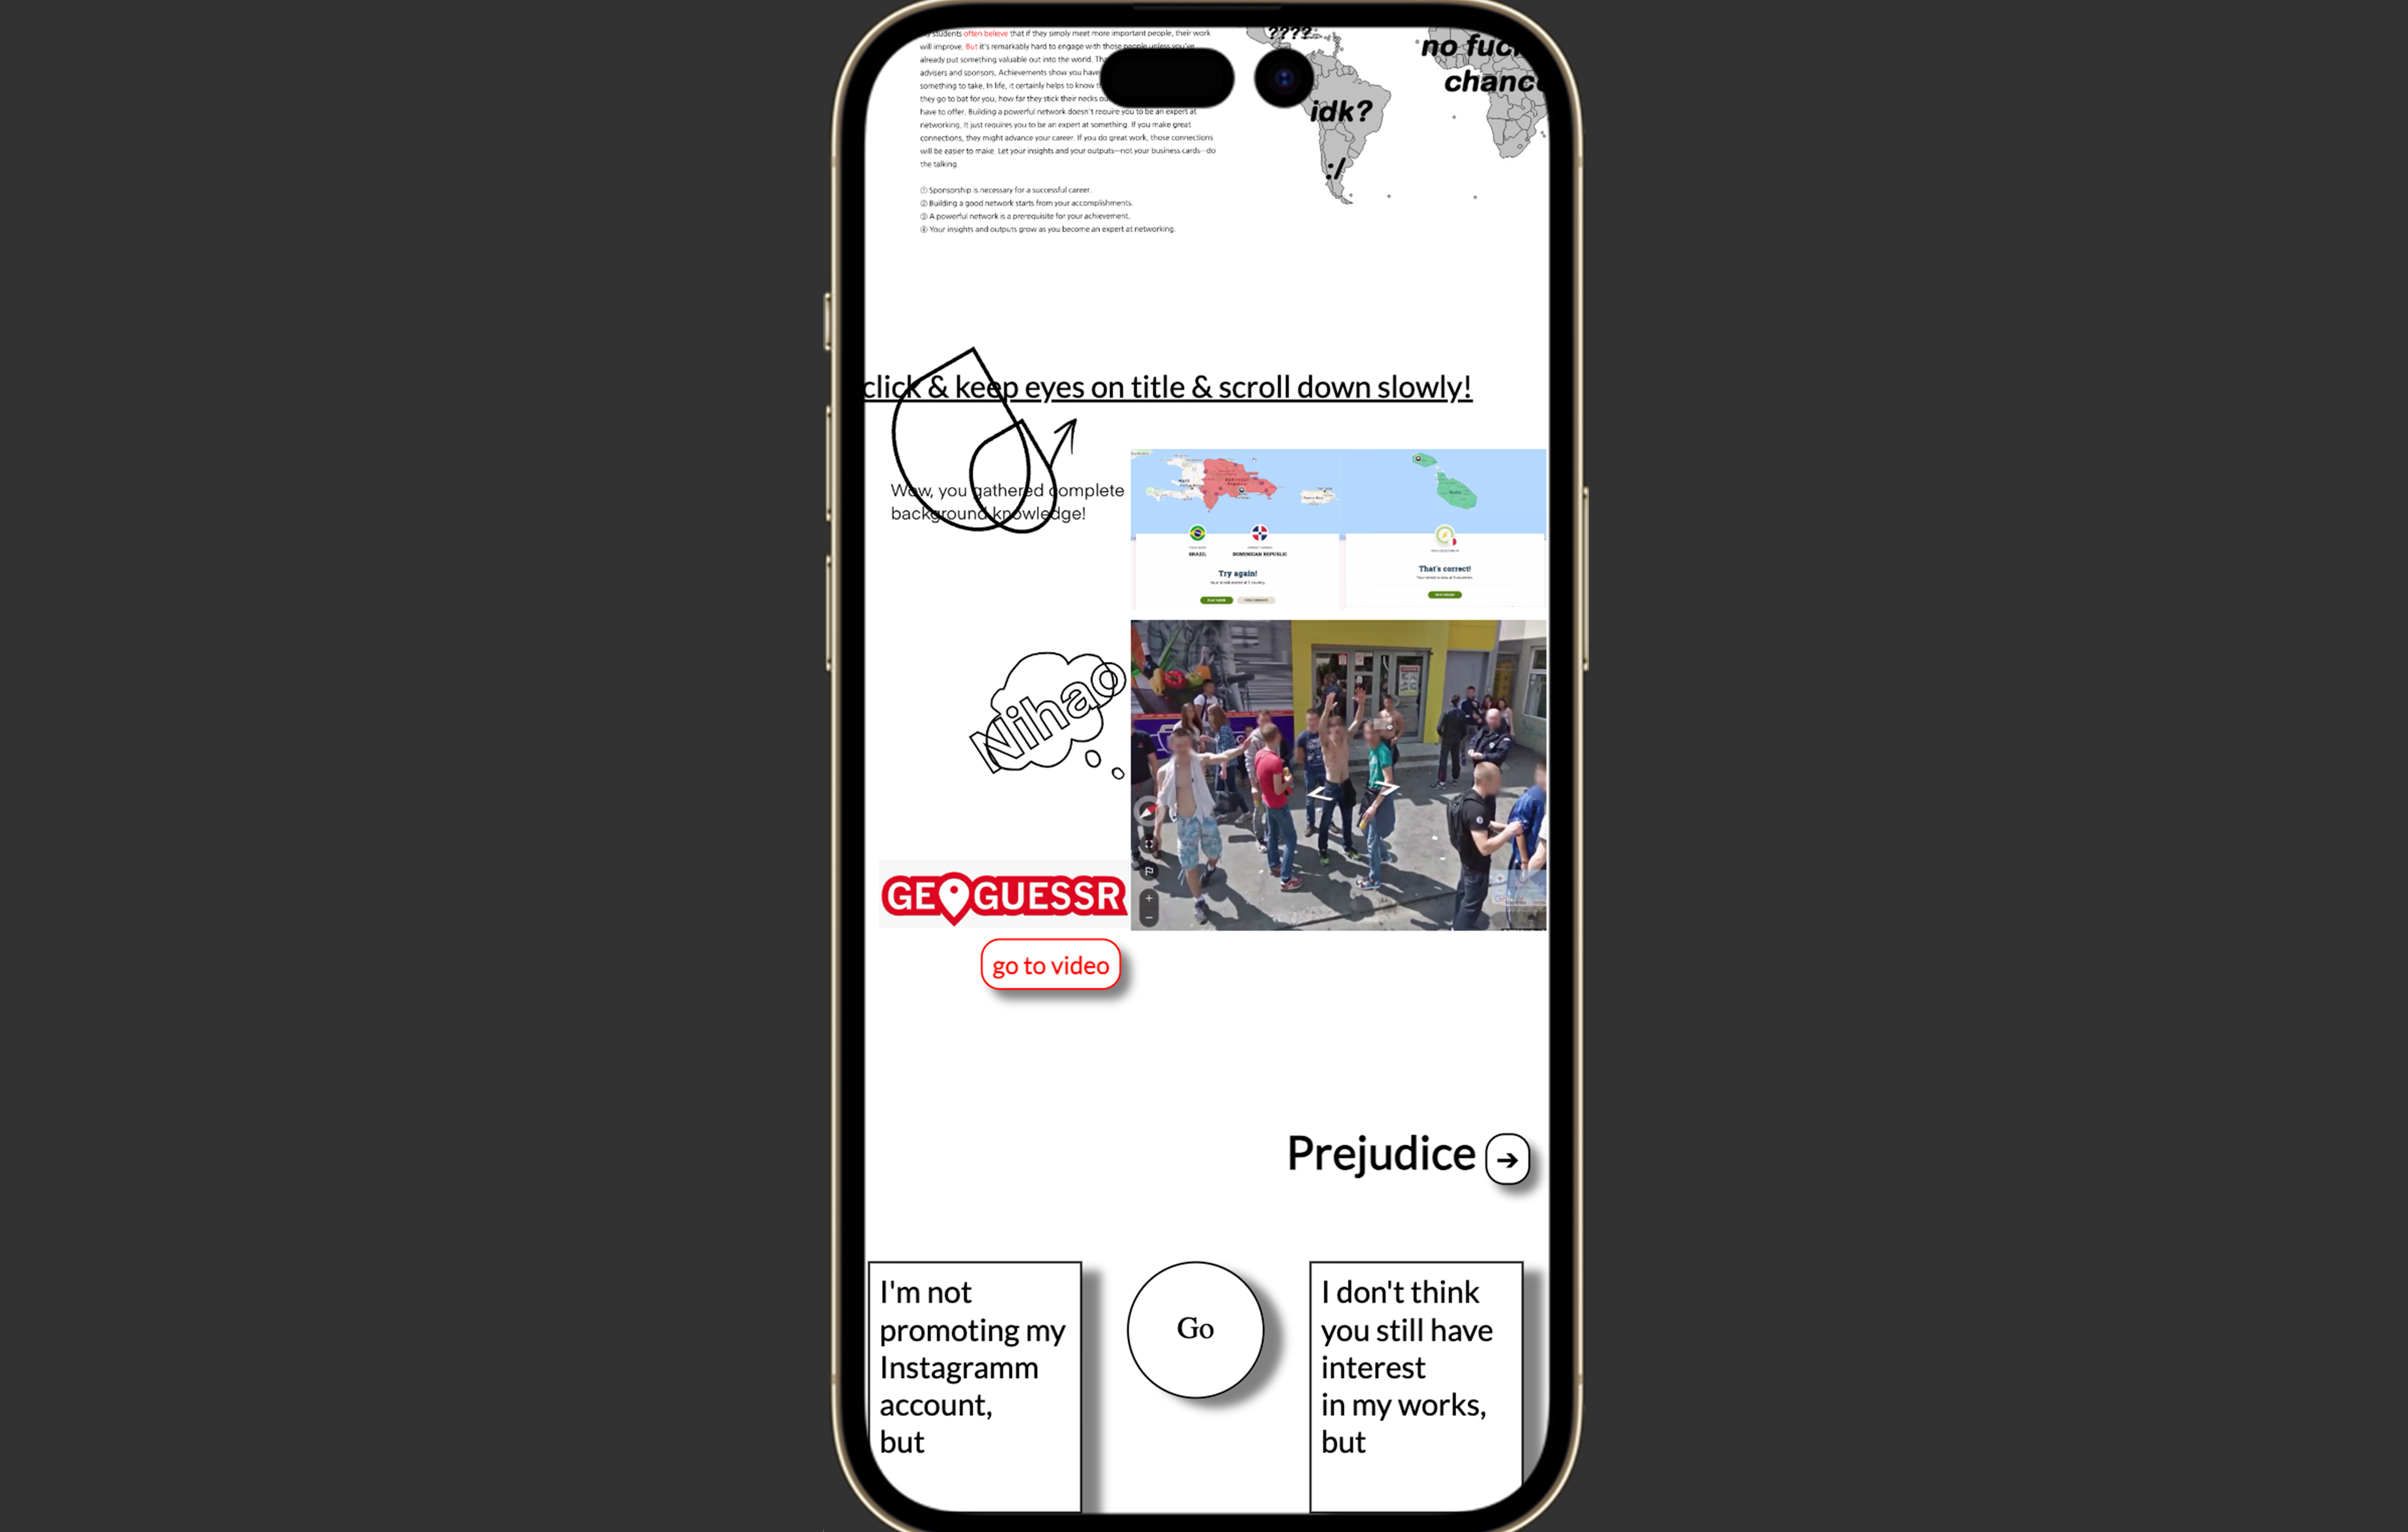 students often believe that if they simply meet more important people, their work
will improve. But it's remarkably hard to engage with those people unless you've
already put something valuable out into the world.
advisers and sponsors. Achievements show you have
something to take. In life, it certainly helps to know
they go to bat for you, how far they stick their necks
have to offer. Building a powerful network doesn't require you to be an expert at
networking. It just requires you to be an expert at something. If you make great
connections, they might advance your career. If you do great work, those connections
will be easier to make. Let your insights and your outputs—not your business cards—do
the talking.
① Sponsorship is necessary for a successful career.
② Building a good network starts from your accomplishments.
③ A powerful network is a prerequisite for your achievement.
④ Your insights and outputs grow as you become an expert at networking.
????
no fuc
chanc
idk?
:/
click & keep eyes on title & scroll down slowly!
Wow, you gathered complete
background knowledge!
BRAZIL
DOMINICAN REPUBLIC
Try again!
That's correct!
Nihao
GEOGUESSR
go to video
Prejudice →
I'm not
promoting my
Instagramm
account,
but
Go
I don't think
you still have
interest
in my works,
but